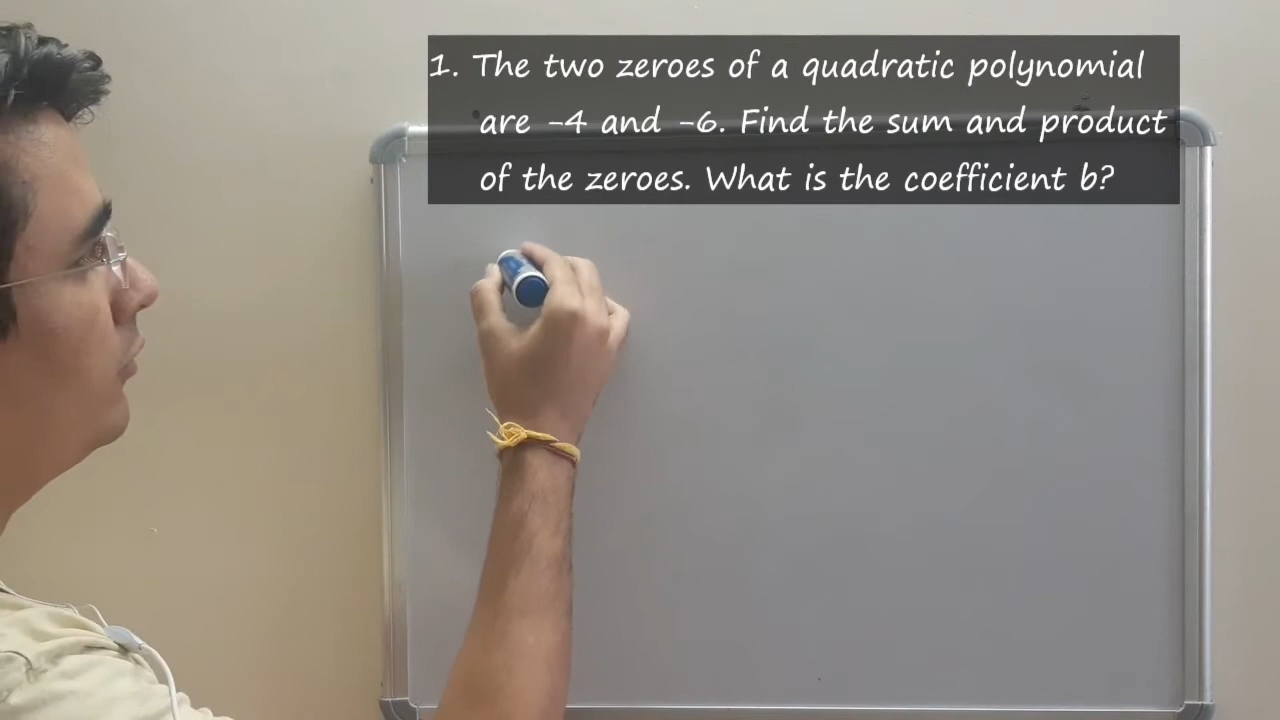 1. The two zeroes of a quadratic polynomial
are -4 and -6. Find the sum and product
of the zeroes. What is the coefficient b?